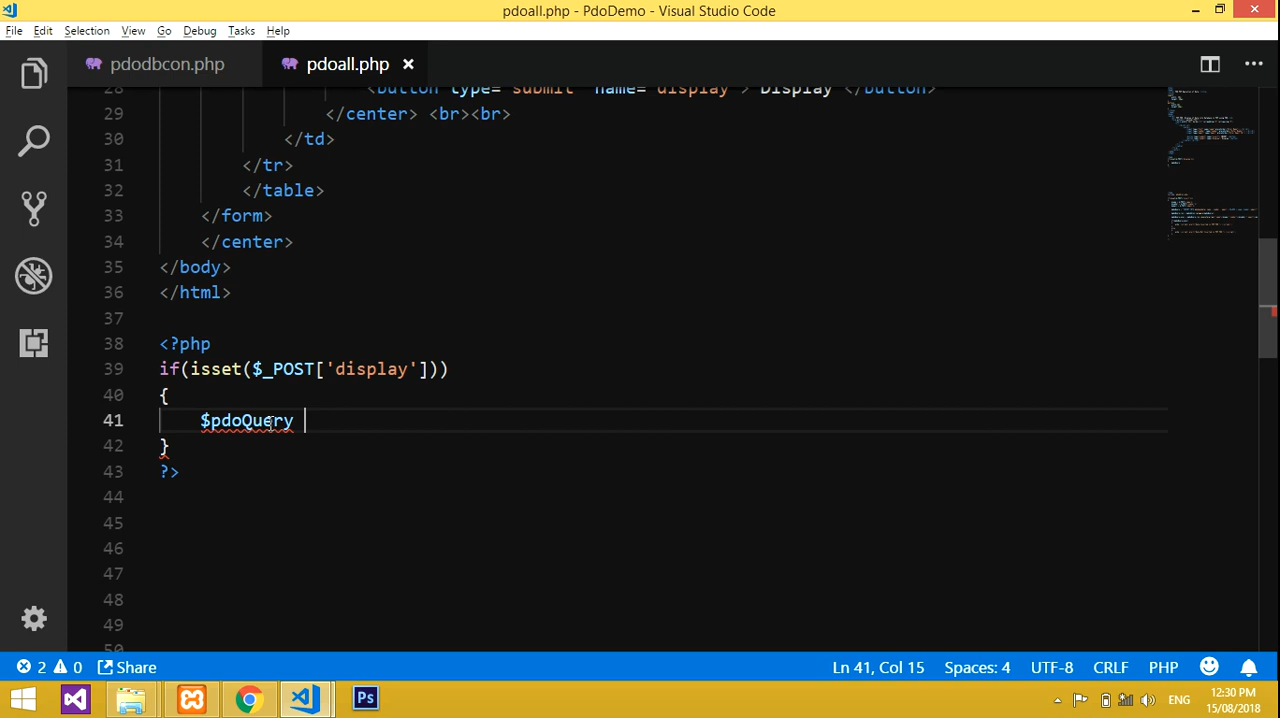 pdoall.php - PdoDemo - Visual Studio Code
File Edit Selection View Go Debug Tasks Help
pdodbcon.php pdoall.php
28 <button type="submit" name="display"> Display </button>
29 </center> <br><br>
30 </td>
31 </tr>
32 </table>
33 </form>
34 </center>
35 </body>
36 </html>
37
38 <?php
39 if(isset($_POST['display']))
40 {
41 $pdoQuery
42 }
43 ?>
44
45
46
47
48
49
50
2 0 Share Ln 41, Col 15 Spaces: 4 UTF-8 CRLF PHP
Ps ENG 12:30 PM
15/08/2018